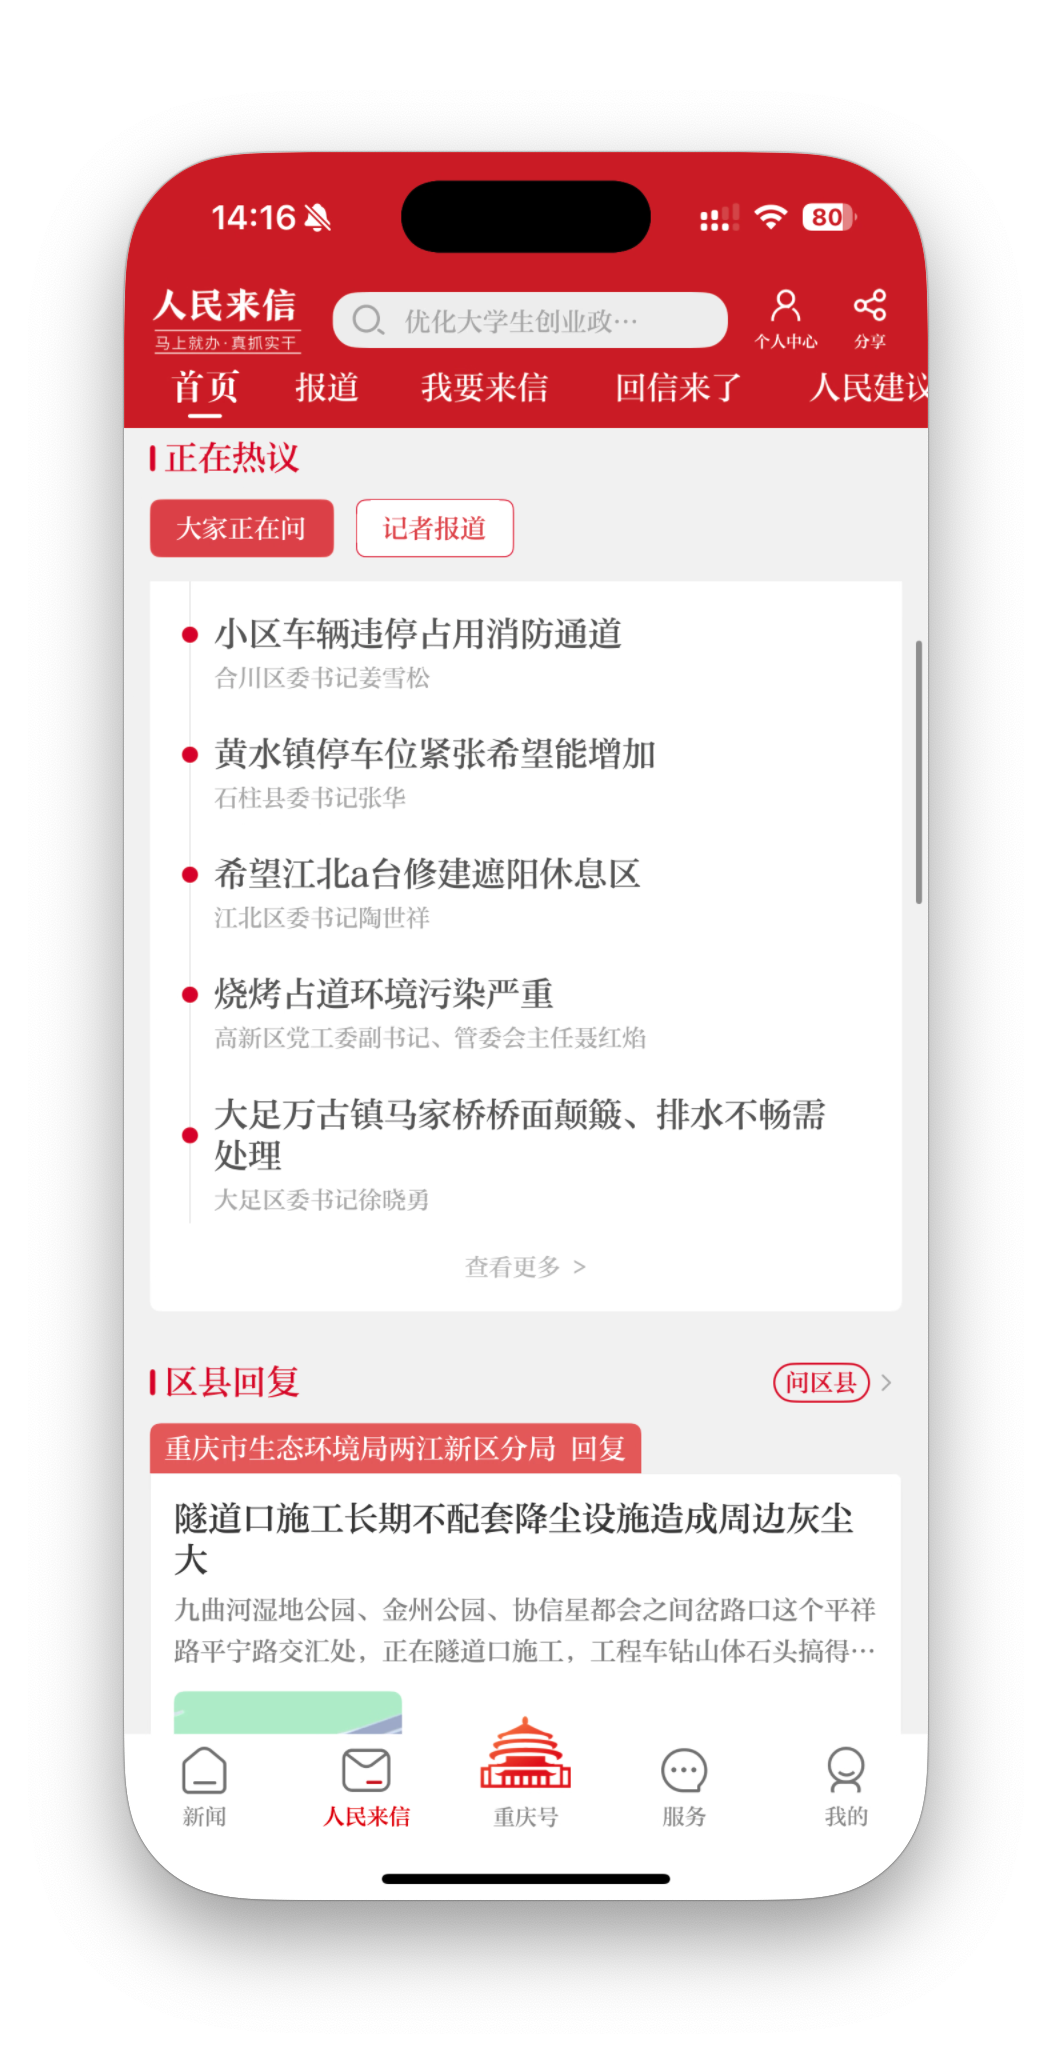 14:16
80
人民来信
马上就办·真抓实干
优化大学生创业政···
个人中心
分享
首页 报道 我要来信 回信来了 人民建议
正在热议
大家正在问 记者报道
小区车辆违停占用消防通道
合川区委书记姜雪松
黄水镇停车位紧张希望能增加
石柱县委书记张华
希望江北a台修建遮阳休息区
江北区委书记陶世祥
烧烤占道环境污染严重
高新区党工委副书记、管委会主任聂红焰
大足万古镇马家桥桥面颠簸、排水不畅需
处理
大足区委书记徐晓勇
查看更多 >
区县回复
问区县 >
重庆市生态环境局两江新区分局 回复
隧道口施工长期不配套降尘设施造成周边灰尘
大
九曲河湿地公园、金州公园、协信星都会之间岔路口这个平祥
路平宁路交汇处，正在隧道口施工，工程车钻山体石头搞得···
新闻 人民来信 重庆号 服务 我的